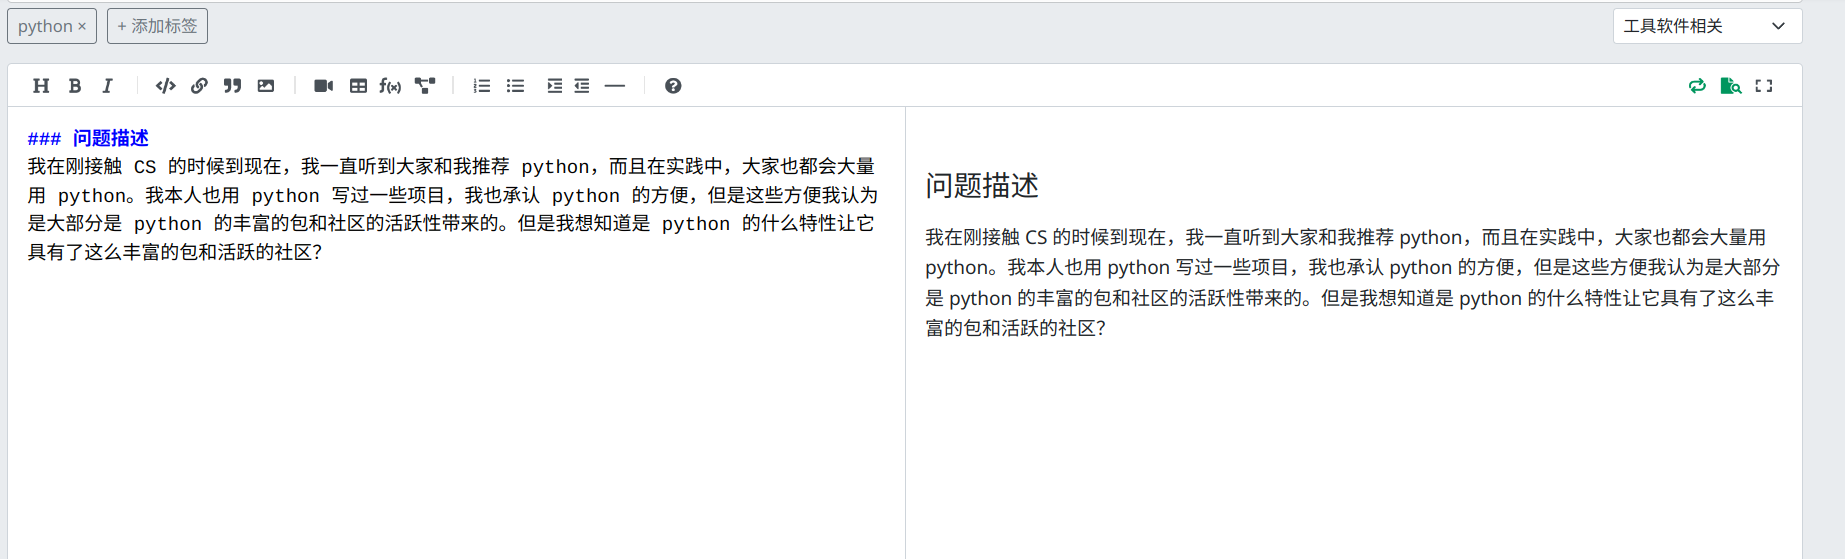 python ×
+ 添加标签
工具软件相关
H B I </> f(x)
### 问题描述
我在刚接触 CS 的时候到现在，我一直听到大家和我推荐 python，而且在实践中，大家也都会大量
用 python。我本人也用 python 写过一些项目，我也承认 python 的方便，但是这些方便我认为
是大部分是 python 的丰富的包和社区的活跃性带来的。但是我想知道是 python 的什么特性让它
具有了这么丰富的包和活跃的社区？
问题描述
我在刚接触 CS 的时候到现在，我一直听到大家和我推荐 python，而且在实践中，大家也都会大量用
python。我本人也用 python 写过一些项目，我也承认 python 的方便，但是这些方便我认为是大部分
是 python 的丰富的包和社区的活跃性带来的。但是我想知道是 python 的什么特性让它具有了这么丰
富的包和活跃的社区？